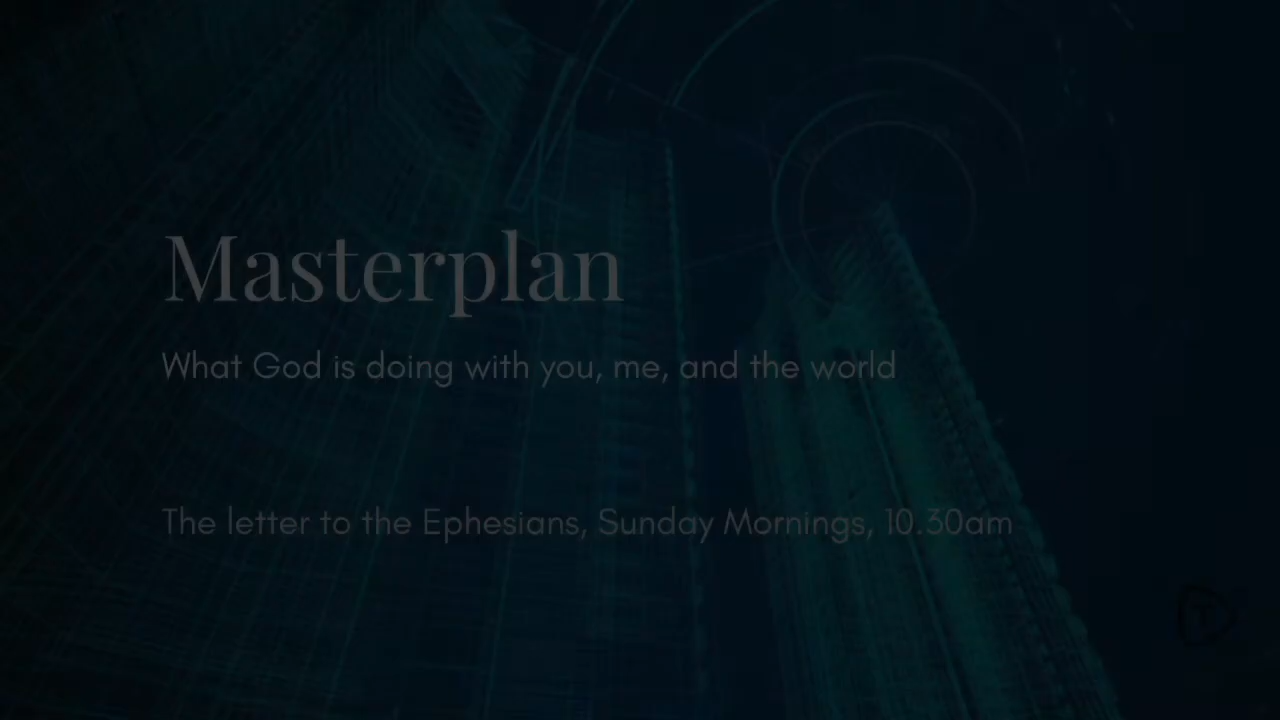 Masterplan
What God is doing with you, me, and the world
The letter to the Ephesians, Sunday Mornings, 10.30am